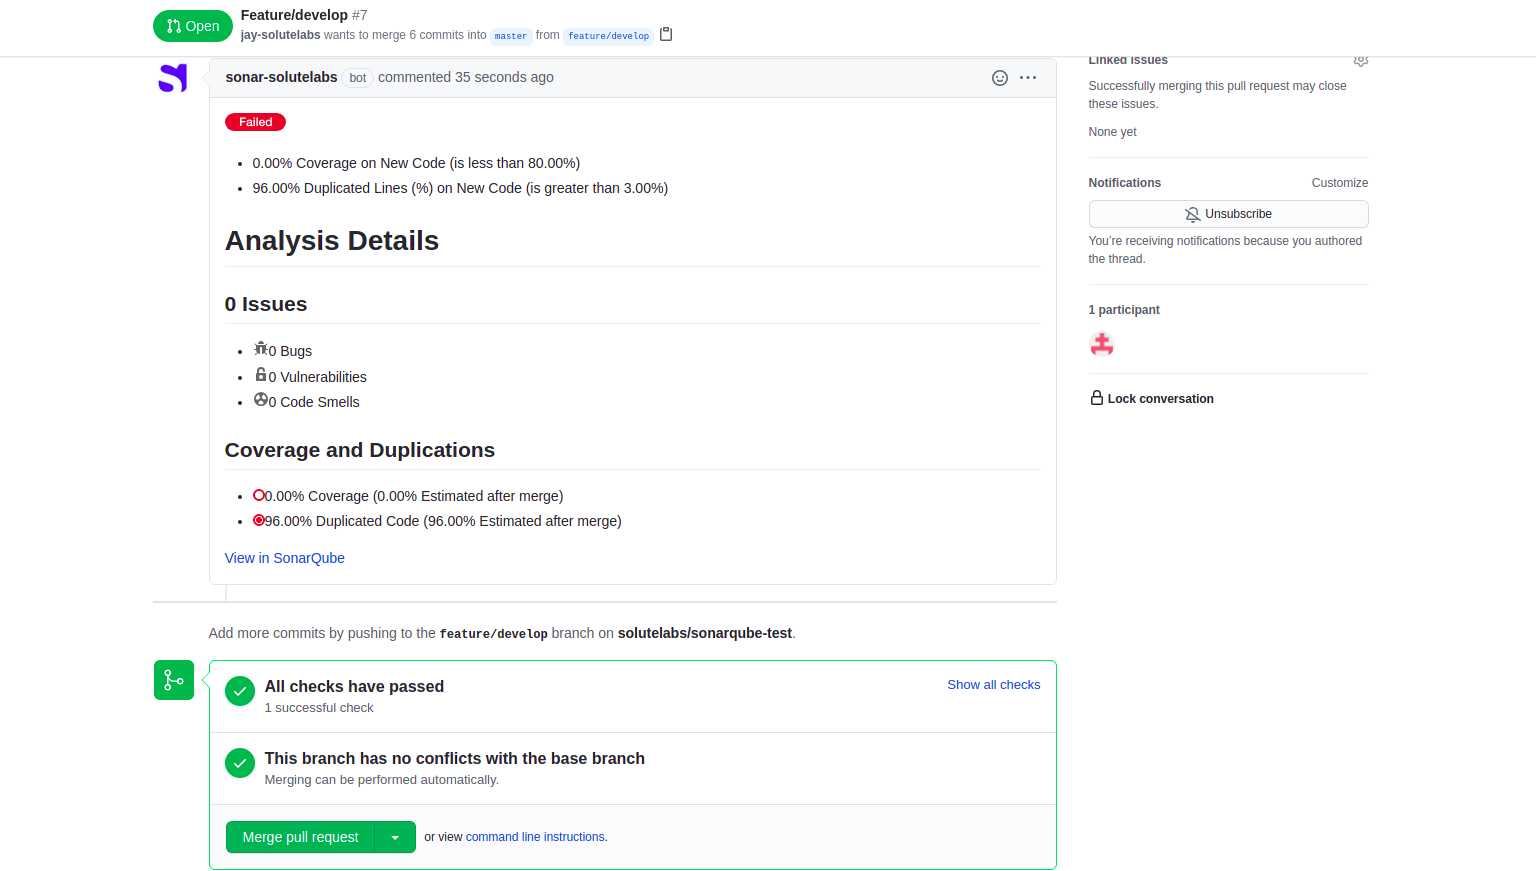 Open
Feature/develop #7
jay-solutelabs wants to merge 6 commits into master from feature/develop
sonar-solutelabs bot commented 35 seconds ago
Failed
0.00% Coverage on New Code (is less than 80.00%)
96.00% Duplicated Lines (%) on New Code (is greater than 3.00%)
Analysis Details
0 Issues
0 Bugs
0 Vulnerabilities
0 Code Smells
Coverage and Duplications
0.00% Coverage (0.00% Estimated after merge)
96.00% Duplicated Code (96.00% Estimated after merge)
View in SonarQube
Add more commits by pushing to the feature/develop branch on solutelabs/sonarqube-test.
All checks have passed
Show all checks
1 successful check
This branch has no conflicts with the base branch
Merging can be performed automatically.
Merge pull request
or view command line instructions.
Linked issues
Successfully merging this pull request may close
these issues.
None yet
Notifications
Customize
Unsubscribe
You're receiving notifications because you authored
the thread.
1 participant
Lock conversation